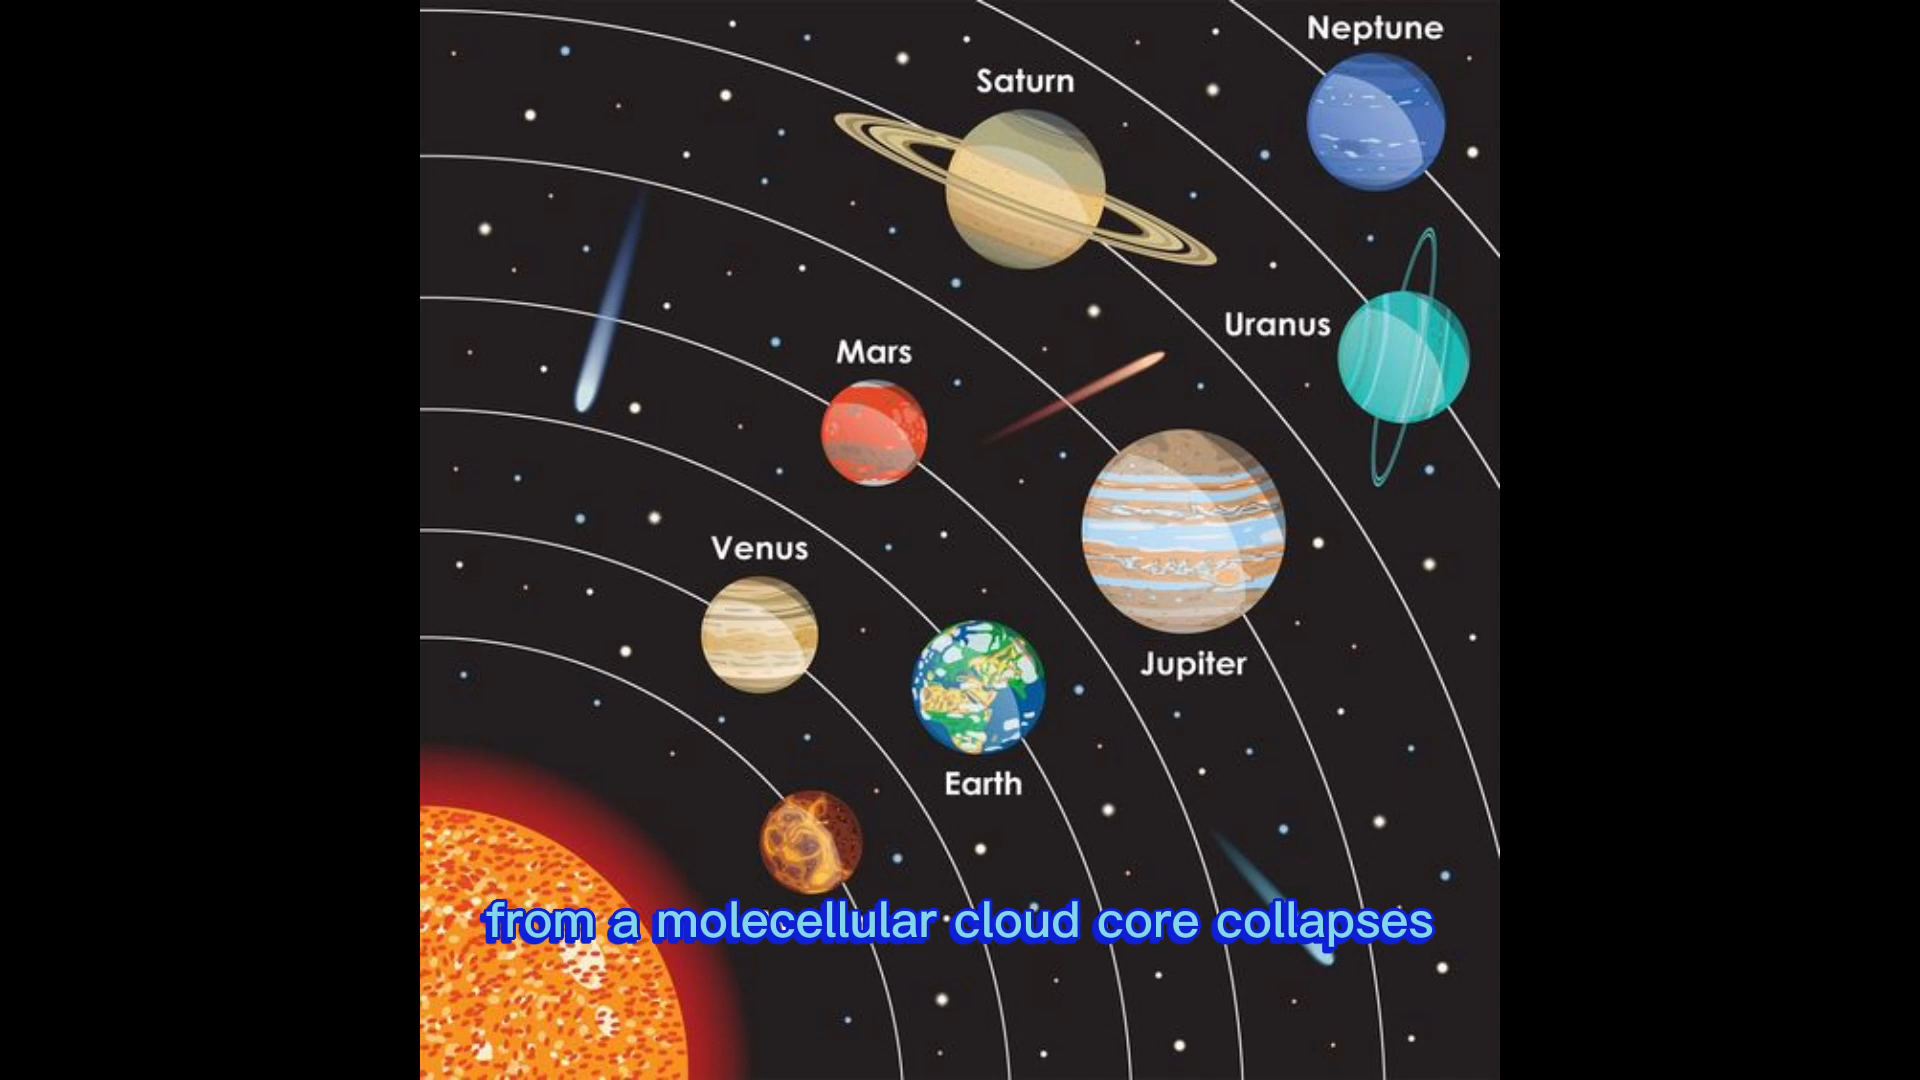 Neptune
Saturn
Uranus
Mars
Venus
Jupiter
Earth
from a molecellular cloud core collapses